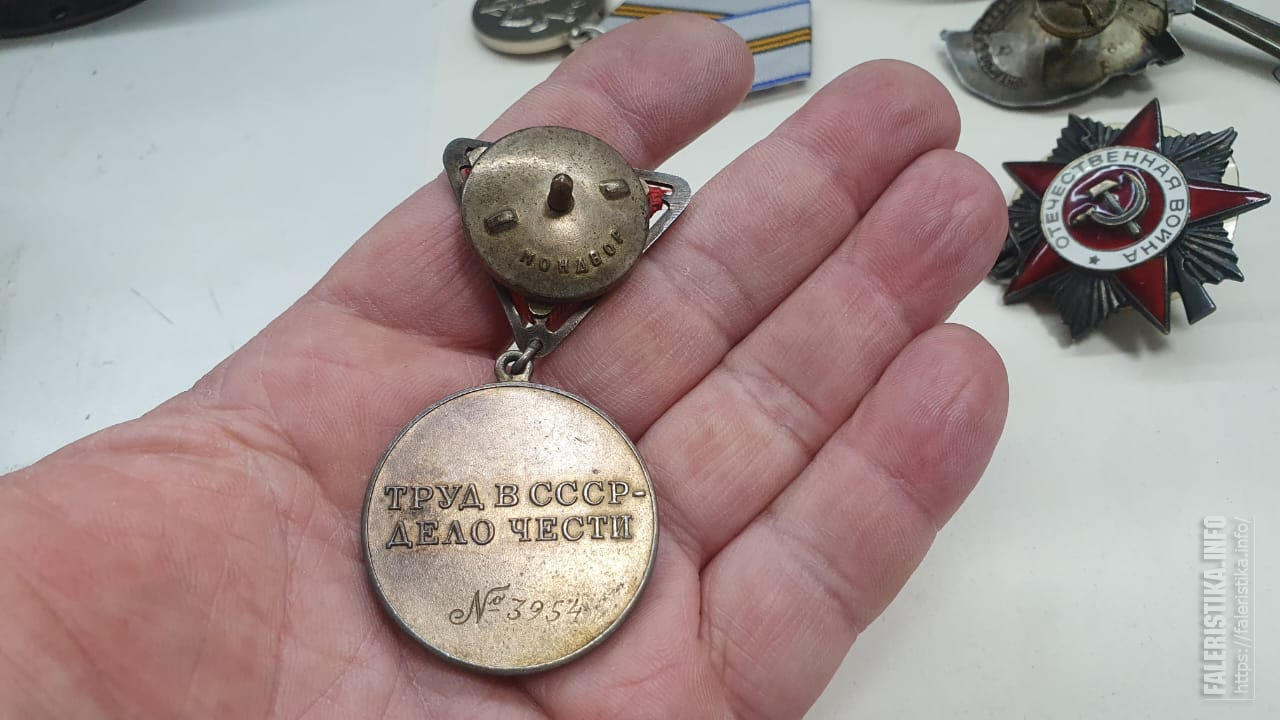 МОНДВОР
ТРУД В СССР-
ДЕЛО ЧЕСТИ
№ 3954
ОТЕЧЕСТВЕННАЯ ВОЙНА
FALERISTIKA.INFO
https://faleristika.info/